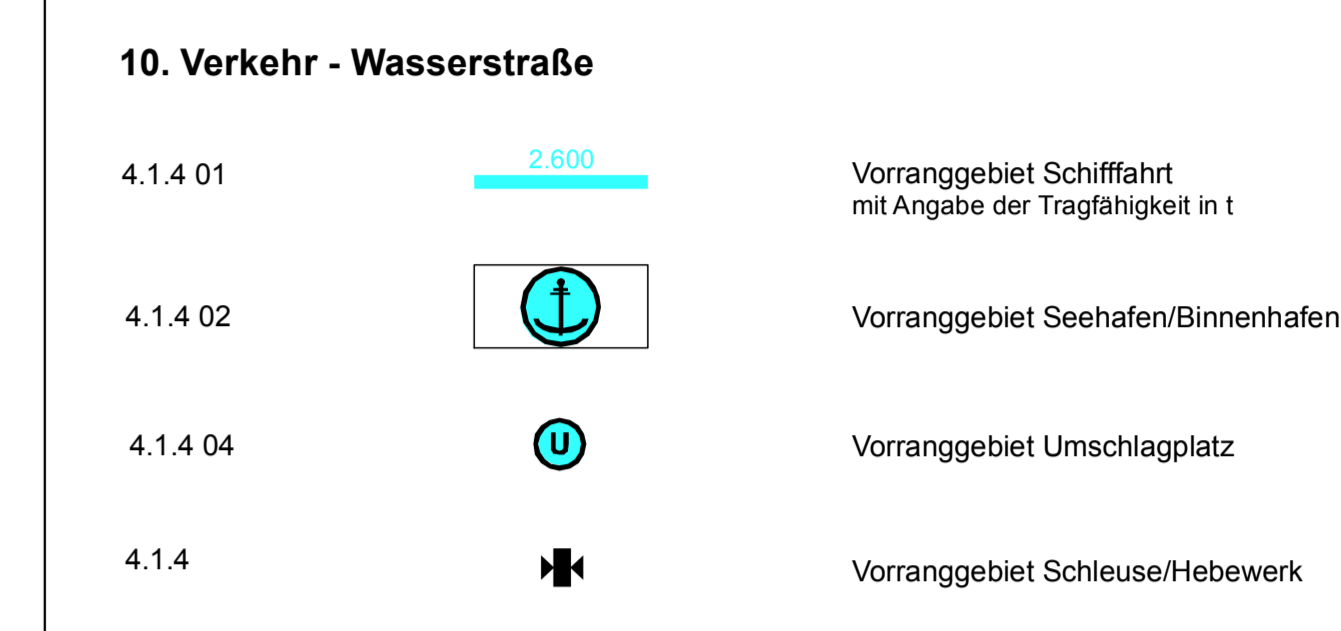 10. Verkehr - Wasserstraße
4.1.4 01
2.600
Vorranggebiet Schifffahrt
mit Angabe der Tragfähigkeit in t
4.1.4 02
Vorranggebiet Seehafen/Binnenhafen
4.1.4 04
U
Vorranggebiet Umschlagplatz
4.1.4
Vorranggebiet Schleuse/Hebewerk